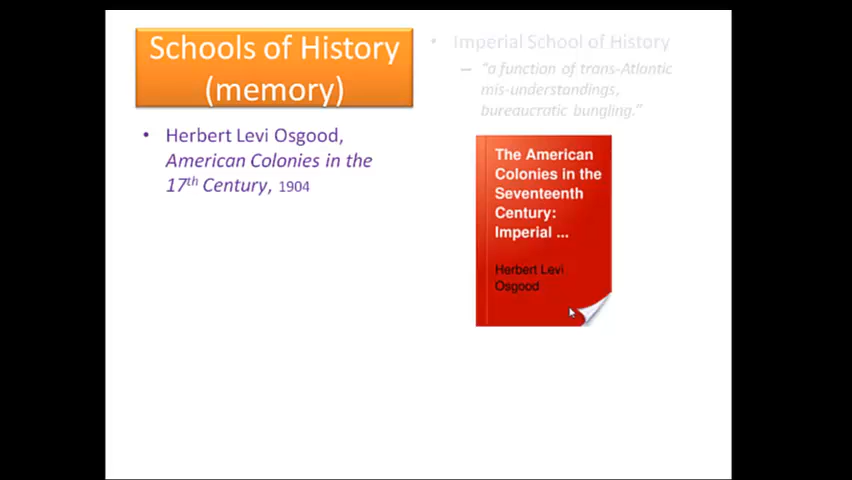 Schools of History
(memory)
• Herbert Levi Osgood,
American Colonies in the
17th Century, 1904
• Imperial School of History
– "a function of trans-Atlantic
mis-understandings,
bureaucratic bungling."
The American
Colonies in the
Seventeenth
Century:
Imperial ...
Herbert Levi
Osgood